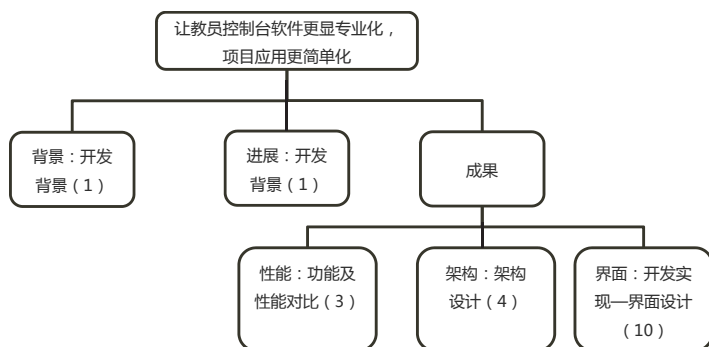 让教员控制台软件更显专业化，
项目应用更简单化
背景：开发
背景（1）
进展：开发
背景（1）
成果
性能：功能及
性能对比（3）
架构：架构
设计（4）
界面：开发实
现—界面设计
（10）